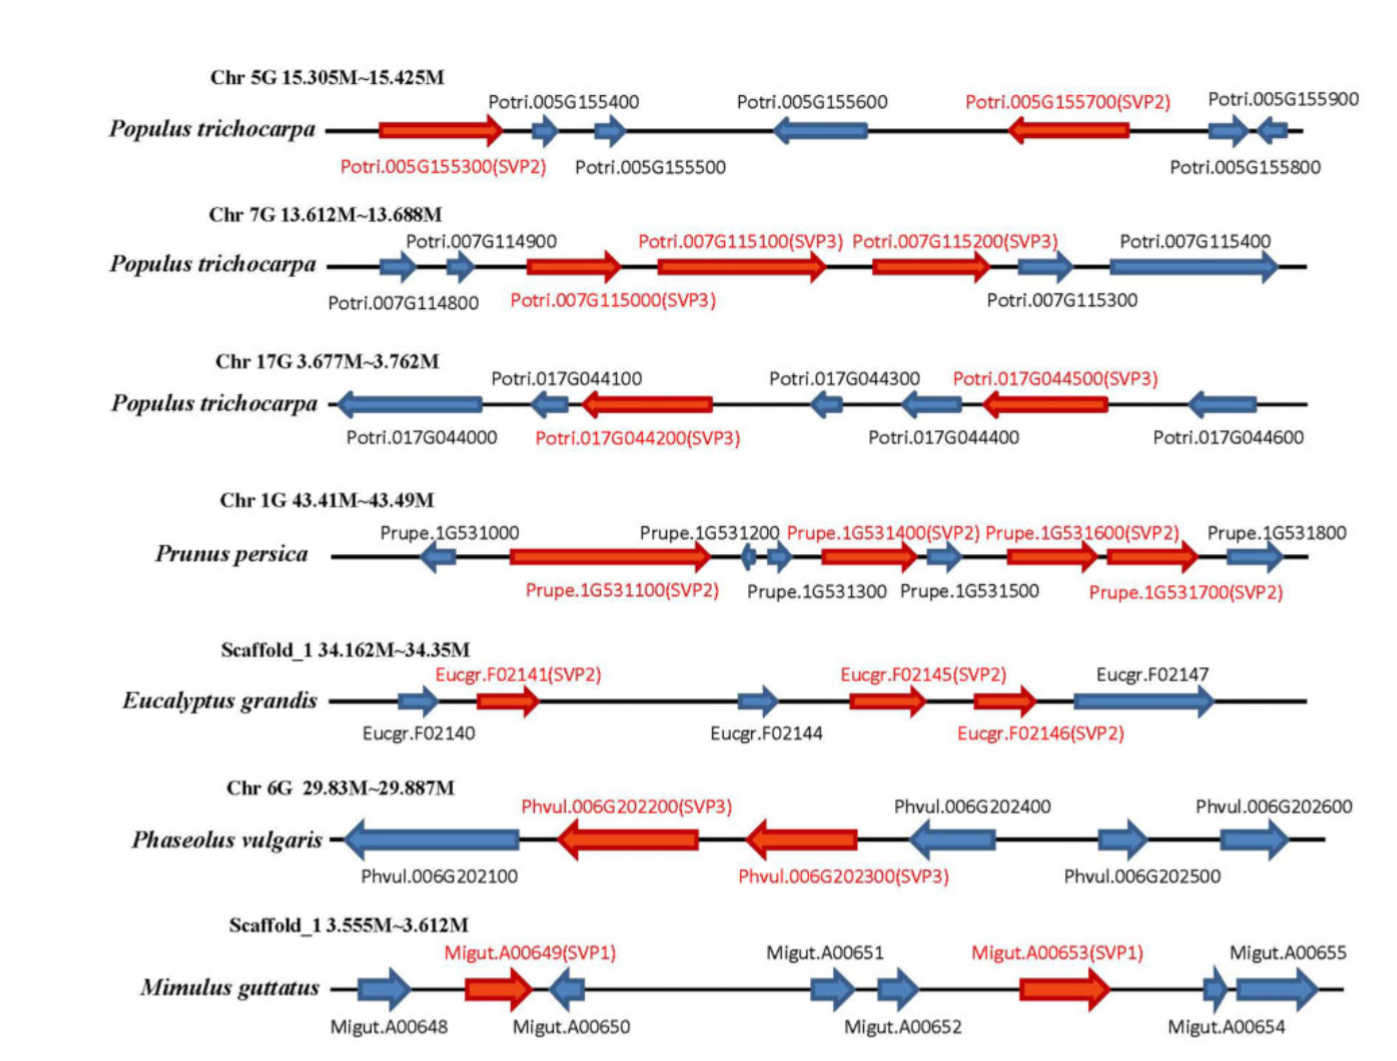 Chr 5G 15.305M~15.425M
Potri.005G155400 Potri.005G155600 Potri.005G155700(SVP2) Potri.005G155900
Populus trichocarpa
Potri.005G155300(SVP2) Potri.005G155500 Potri.005G155800
Chr 7G 13.612M~13.688M
Potri.007G114900 Potri.007G115100(SVP3) Potri.007G115200(SVP3) Potri.007G115400
Populus trichocarpa
Potri.007G114800 Potri.007G115000(SVP3) Potri.007G115300
Chr 17G 3.677M~3.762M
Potri.017G044100 Potri.017G044300 Potri.017G044500(SVP3)
Populus trichocarpa
Potri.017G044000 Potri.017G044200(SVP3) Potri.017G044400 Potri.017G044600
Chr 1G 43.41M~43.49M
Prupe.1G531000 Prupe.1G531200 Prupe.1G531400(SVP2) Prupe.1G531600(SVP2) Prupe.1G531800
Prunus persica
Prupe.1G531100(SVP2) Prupe.1G531300 Prupe.1G531500 Prupe.1G531700(SVP2)
Scaffold_1 34.162M~34.35M
Eucgr.F02141(SVP2) Eucgr.F02145(SVP2) Eucgr.F02147
Eucalyptus grandis
Eucgr.F02140 Eucgr.F02144 Eucgr.F02146(SVP2)
Chr 6G 29.83M~29.887M
Phvul.006G202200(SVP3) Phvul.006G202400 Phvul.006G202600
Phaseolus vulgaris
Phvul.006G202100 Phvul.006G202300(SVP3) Phvul.006G202500
Scaffold_1 3.555M~3.612M
Migut.A00649(SVP1) Migut.A00651 Migut.A00653(SVP1) Migut.A00655
Mimulus guttatus
Migut.A00648 Migut.A00650 Migut.A00652 Migut.A00654